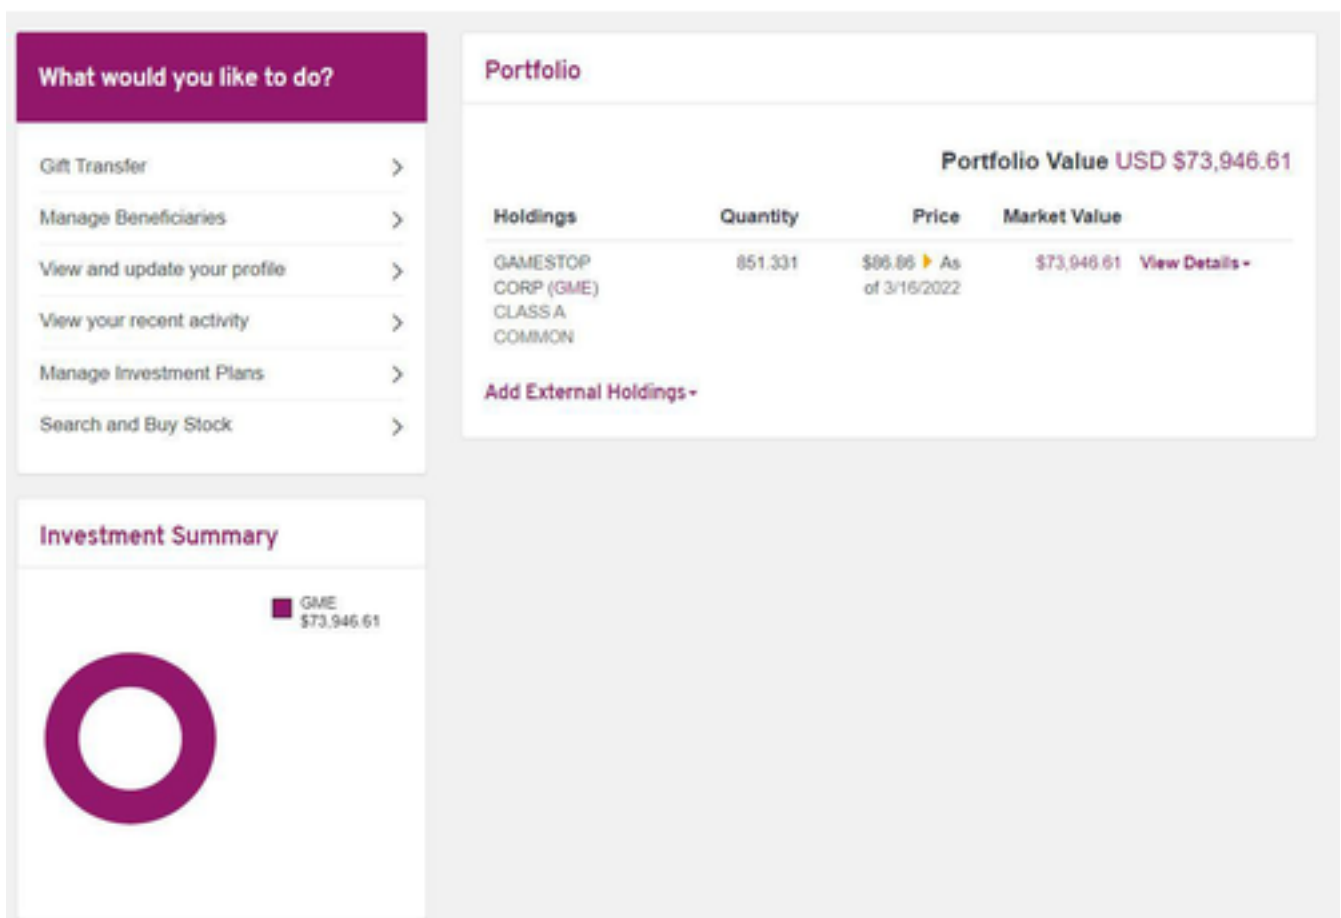 What would you like to do?
Gift Transfer
Manage Beneficiaries
View and update your profile
View your recent activity
Manage Investment Plans
Search and Buy Stock
Investment Summary
GME
$73,946.61
Portfolio
Portfolio Value USD $73,946.61
Holdings Quantity Price Market Value
GAMESTOP 851.331 $86.86 As $73,946.61 View Details
CORP (GME) of 3/16/2022
CLASS A
COMMON
Add External Holdings